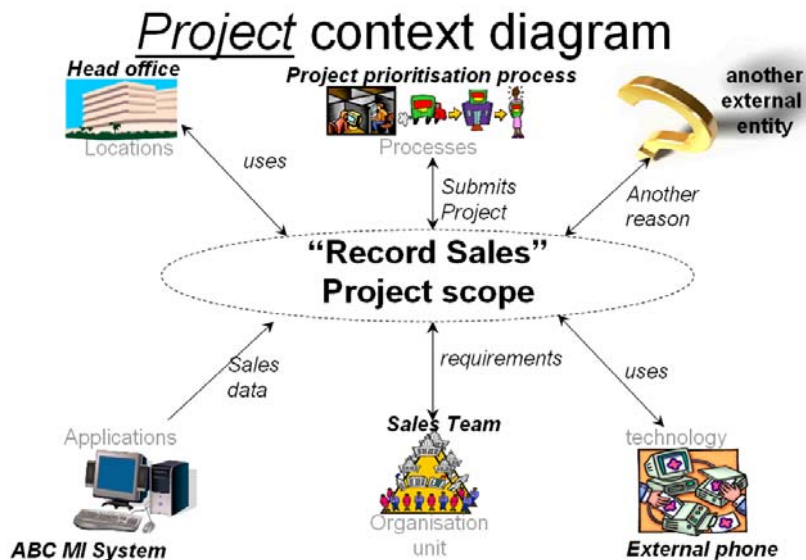 Project context diagram
Head office
Locations
Project prioritisation process
Processes
another
external
entity
uses
Submits
Project
Another
reason
“Record Sales”
Project scope
Sales
data
requirements
uses
Applications
ABC MI System
Sales Team
Organisation
unit
technology
External phone